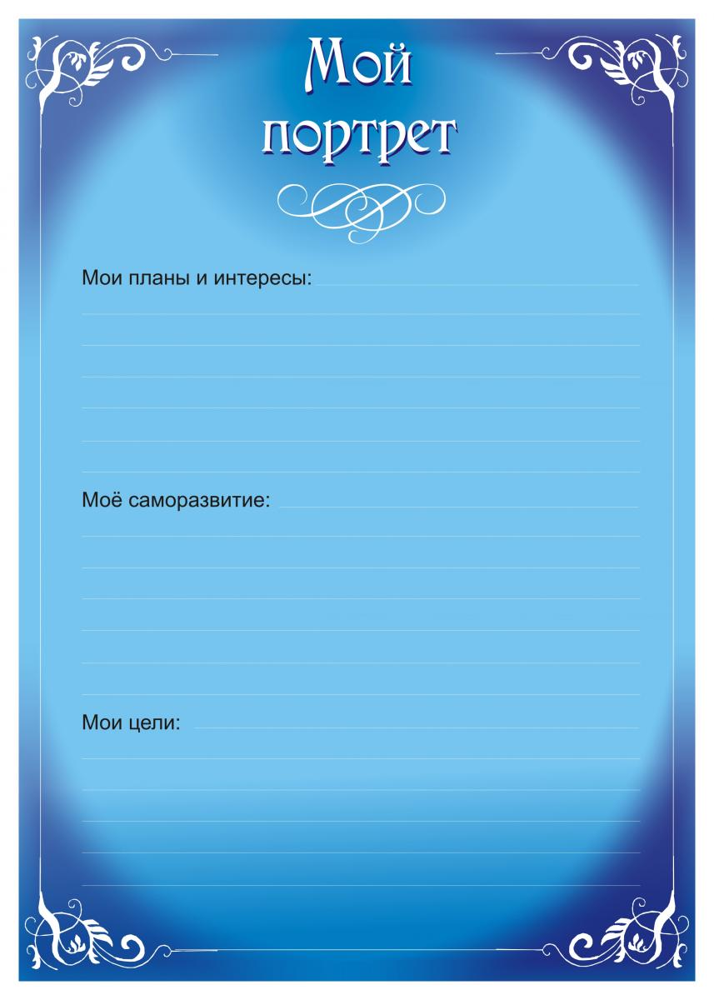 Мой
портрет
Мои планы и интересы:
Моё саморазвитие:
Мои цели: